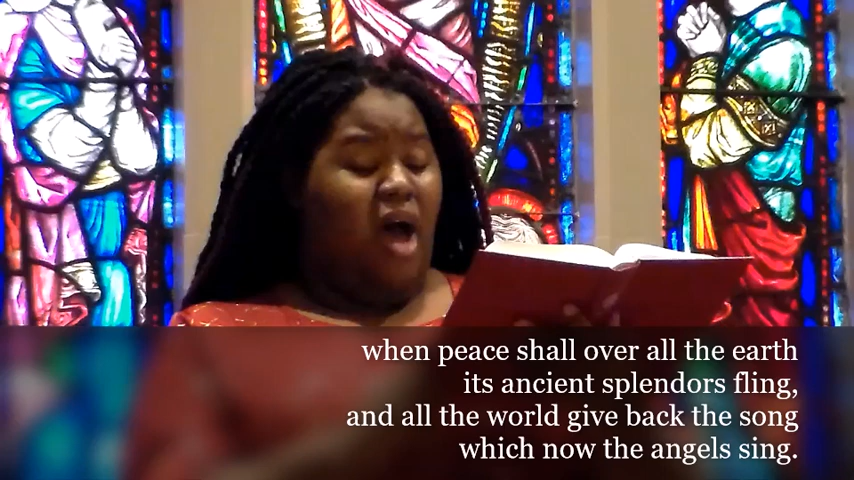 when peace shall over all the earth
its ancient splendors fling,
and all the world give back the song
which now the angels sing.